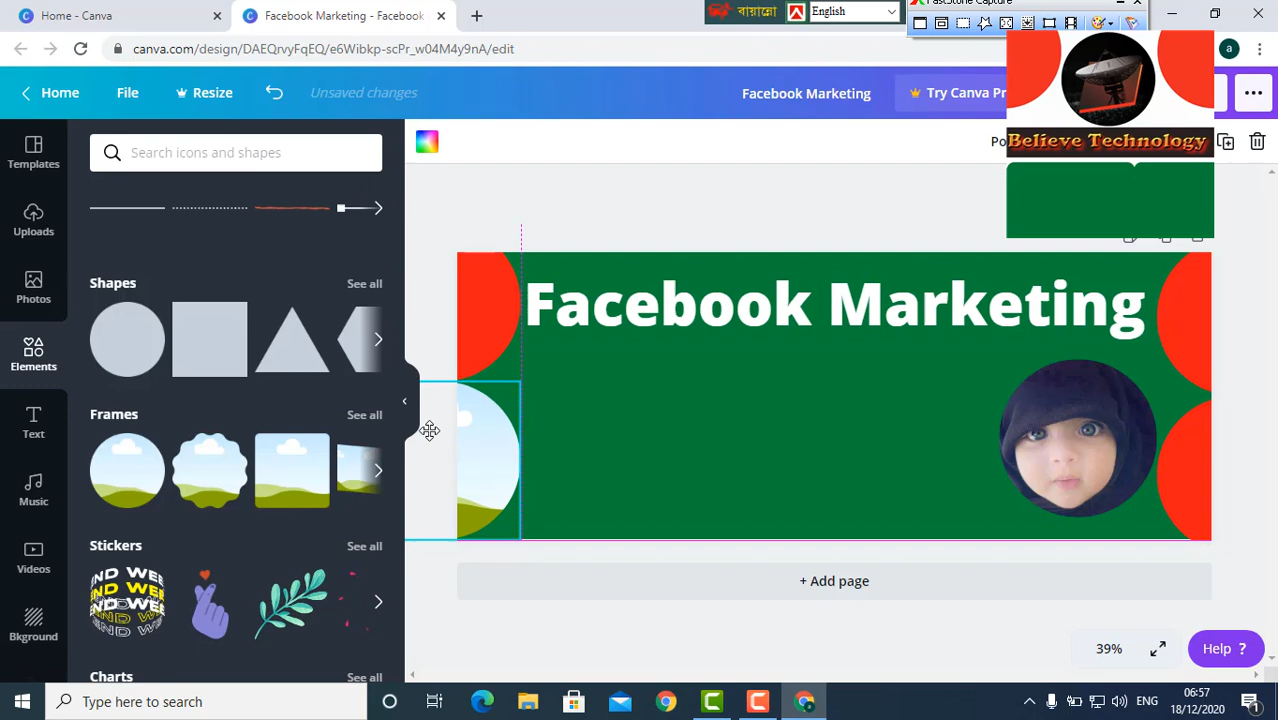 Home - Canva
Facebook Marketing - Facebook
বায়ান্নো
English
FastStone Capture
canva.com/design/DAEQrvyFqEQ/e6Wibkp-scPr_w04M4y9nA/edit
a
Home
File
Resize
Unsaved changes
Facebook Marketing
Try Canva Pr
Believe Technology
Templates
Uploads
Photos
Elements
Text
Music
Videos
Bkground
Search icons and shapes
Shapes
See all
Frames
See all
Stickers
See all
Charts
See all
Po
Facebook Marketing
+ Add page
39%
Help ?
Type here to search
ENG
06:57
18/12/2020
1